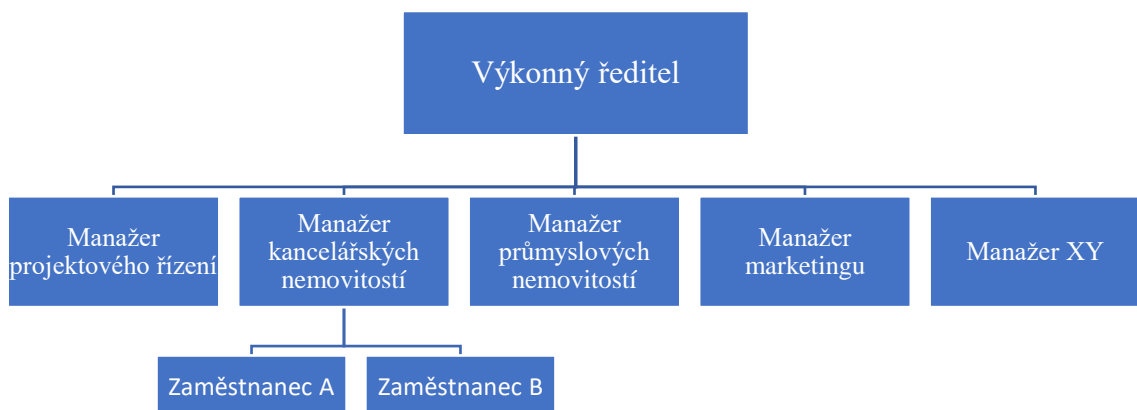 Výkonný ředitel
Manažer
projektového řízení
Manažer
kancelářských
nemovitostí
Manažer
průmyslových
nemovitostí
Manažer
marketingu
Manažer XY
Zaměstnanec A
Zaměstnanec B